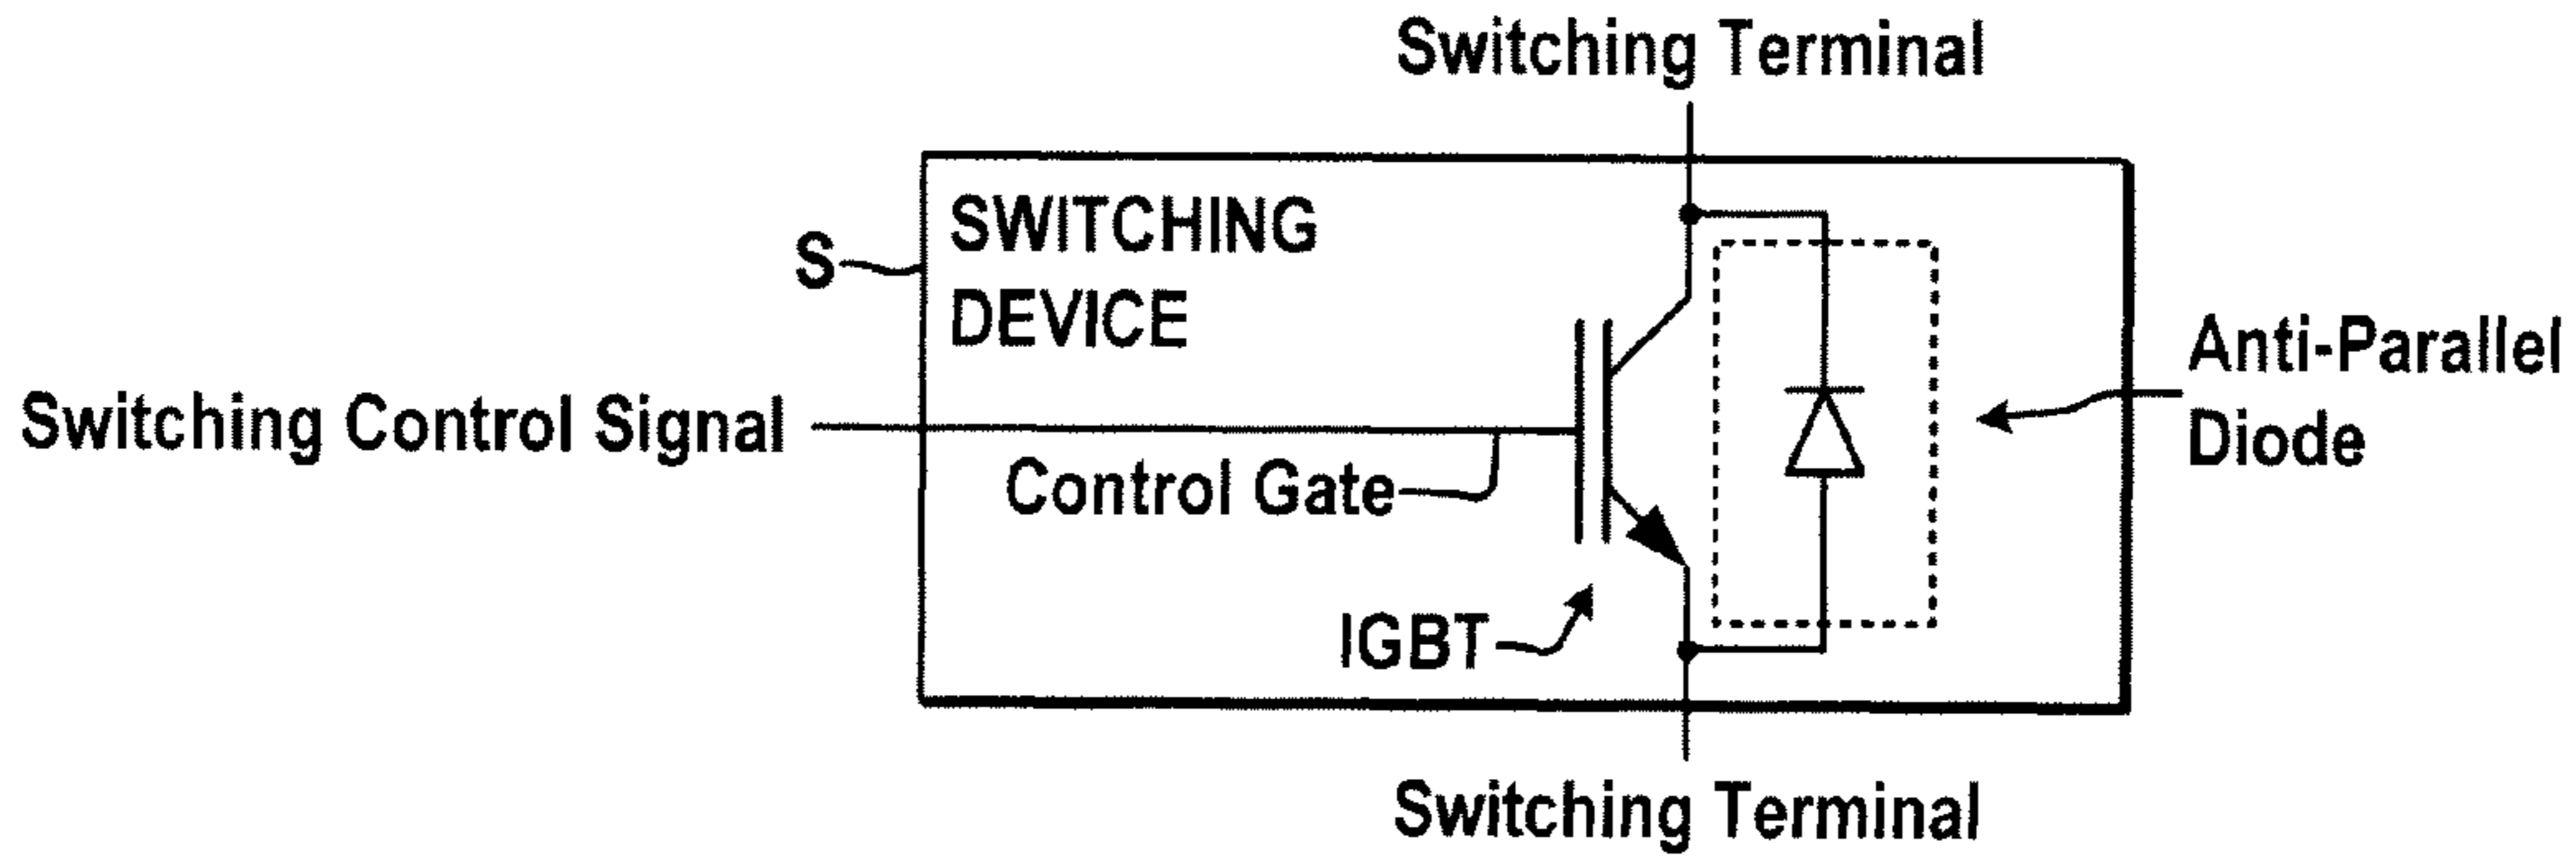 Switching Terminal
SWITCHING
DEVICE
S
Switching Control Signal
Control Gate
IGBT
Anti-Parallel
Diode
Switching Terminal